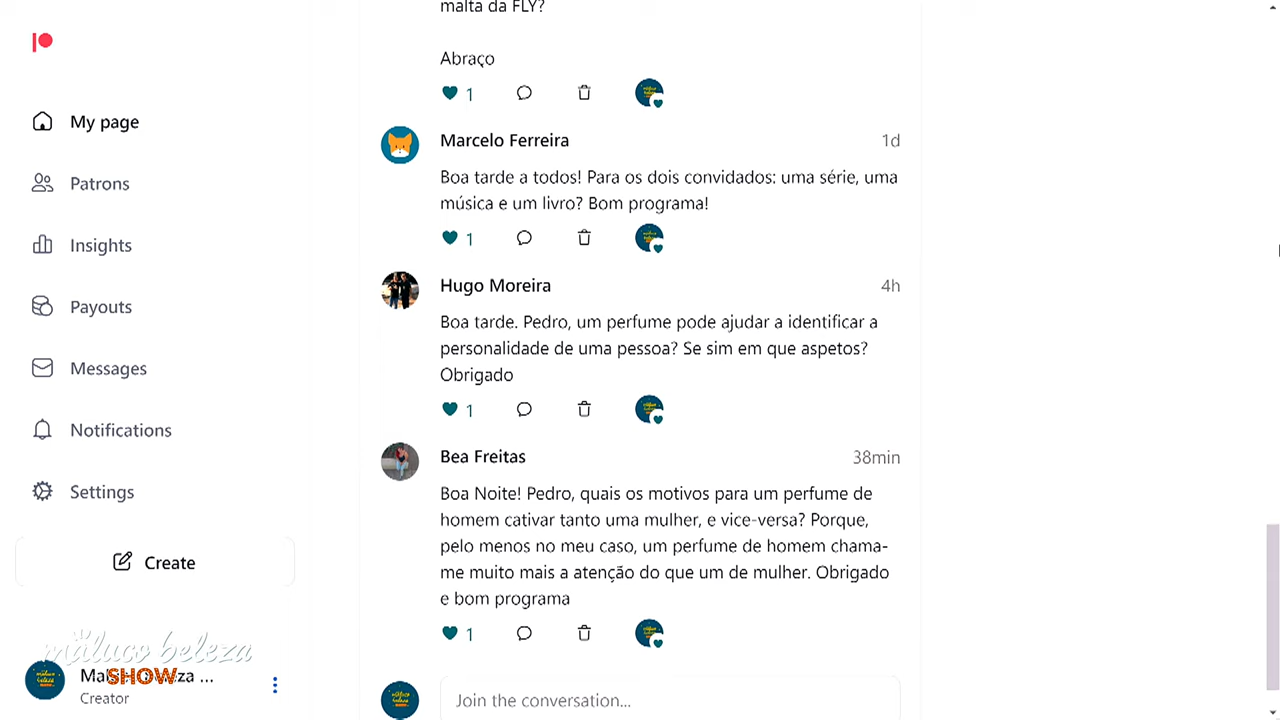 malta da FLY?
Abraço
1
Marcelo Ferreira
1d
Boa tarde a todos! Para os dois convidados: uma série, uma
música e um livro? Bom programa!
1
Hugo Moreira
4h
Boa tarde. Pedro, um perfume pode ajudar a identificar a
personalidade de uma pessoa? Se sim em que aspetos?
Obrigado
1
Bea Freitas
38min
Boa Noite! Pedro, quais os motivos para um perfume de
homem cativar tanto uma mulher, e vice-versa? Porque,
pelo menos no meu caso, um perfume de homem chama-
me muito mais a atenção do que um de mulher. Obrigado
e bom programa
1
Join the conversation...
My page
Patrons
Insights
Payouts
Messages
Notifications
Settings
Create
maluco beleza
SHOW
Creator